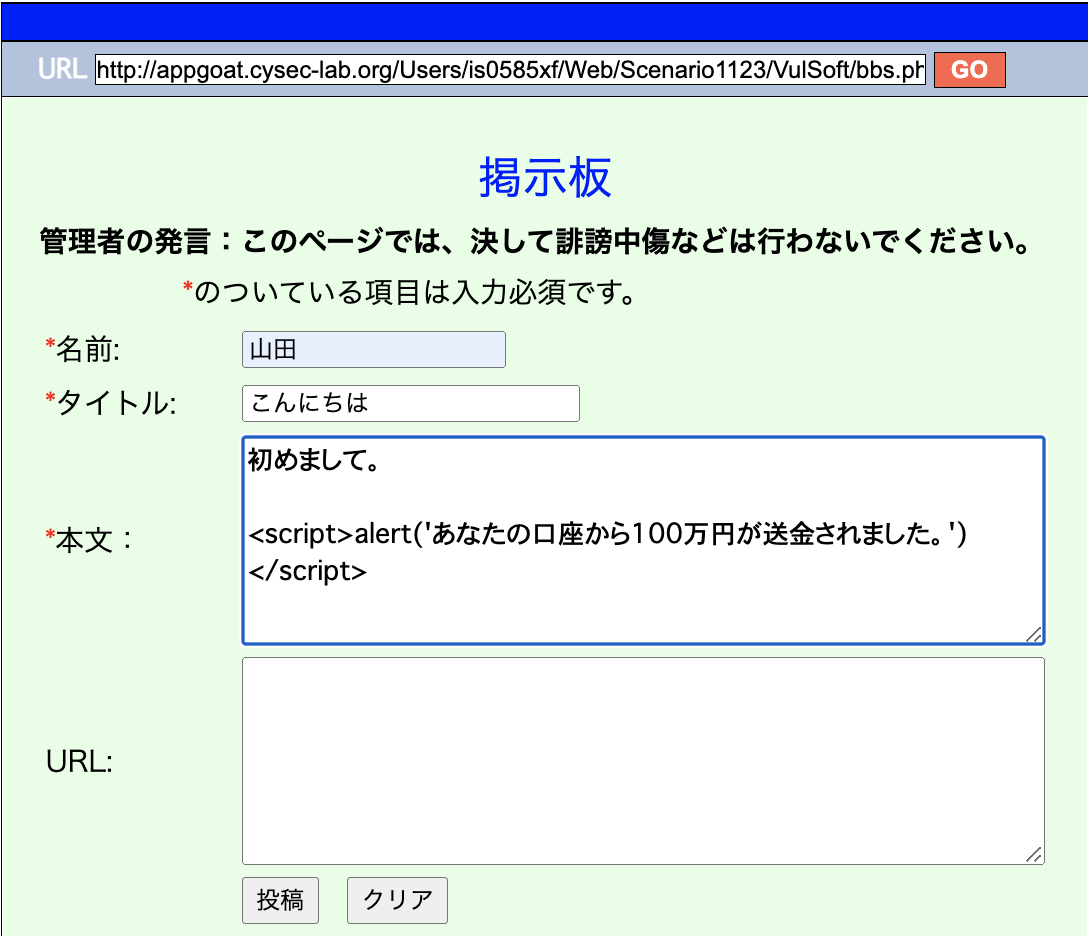 URL http://appgoat.cysec-lab.org/Users/is0585xf/Web/Scenario1123/VulSoft/bbs.ph GO
掲示板
管理者の発言：このページでは、決して誹謗中傷などは行わないでください。
*のついている項目は入力必須です。
*名前: 山田
*タイトル: こんにちは
*本文：
初めまして。
<script>alert('あなたの口座から100万円が送金されました。')
</script>
URL:
投稿 クリア